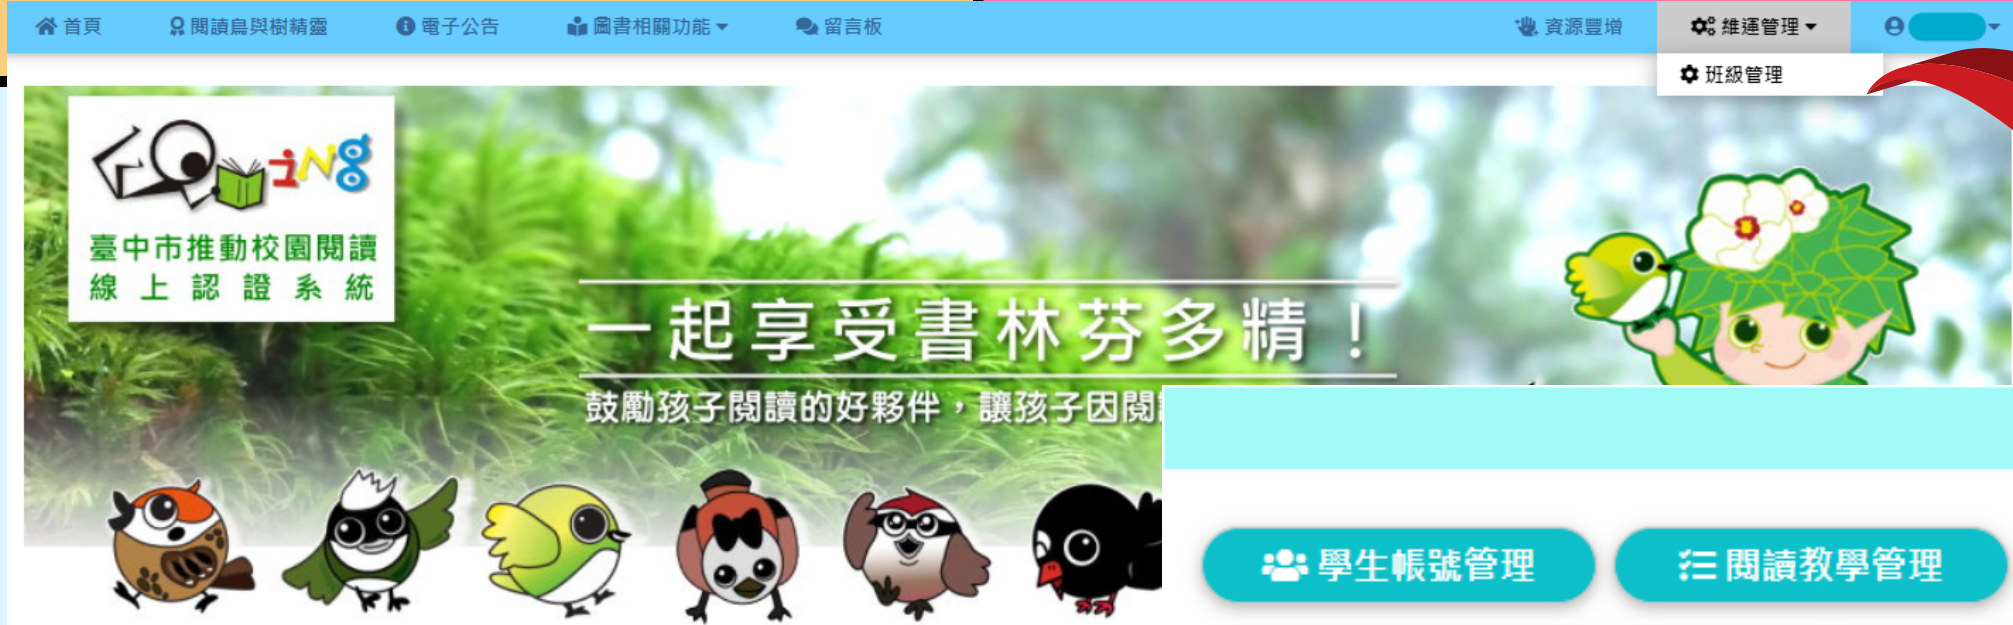 首頁 閱讀鳥與樹精靈 電子公告 圖書相關功能 留言板 資源豐增 維運管理
班級管理
ing
臺中市推動校園閱讀
線上認證系統
一起享受書林芬多精！
鼓勵孩子閱讀的好夥伴，讓孩子因閱
學生帳號管理 閱讀教學管理